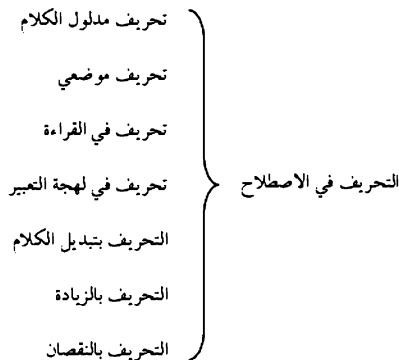 تحريف مدلول الكلام
تحريف موضعي
تحريف في القراءة
التحريف في الاصطلاح
تحريف في لهجة التعبير
التحريف بتبديل الكلام
التحريف بالزيادة
التحريف بالنقصان